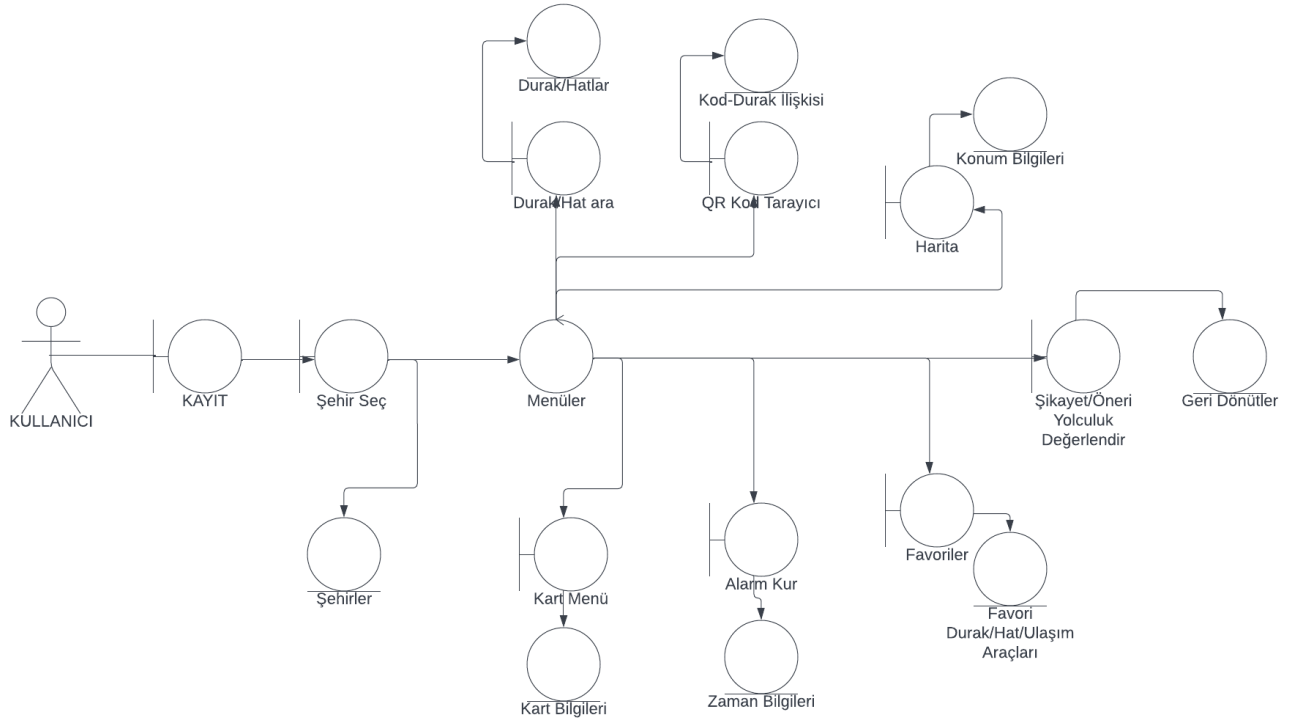 Durak/Hatlar
Kod-Durak İlişkisi
Konum Bilgileri
Durak/Hat ara
QR Kod Tarayıcı
Harita
KULLANICI
KAYIT
Şehir Seç
Menüler
Şikayet/Öneri
Yolculuk
Değerlendir
Geri Dönütler
Şehirler
Kart Menü
Alarm Kur
Favoriler
Favori
Durak/Hat/Ulaşım
Araçları
Kart Bilgileri
Zaman Bilgileri